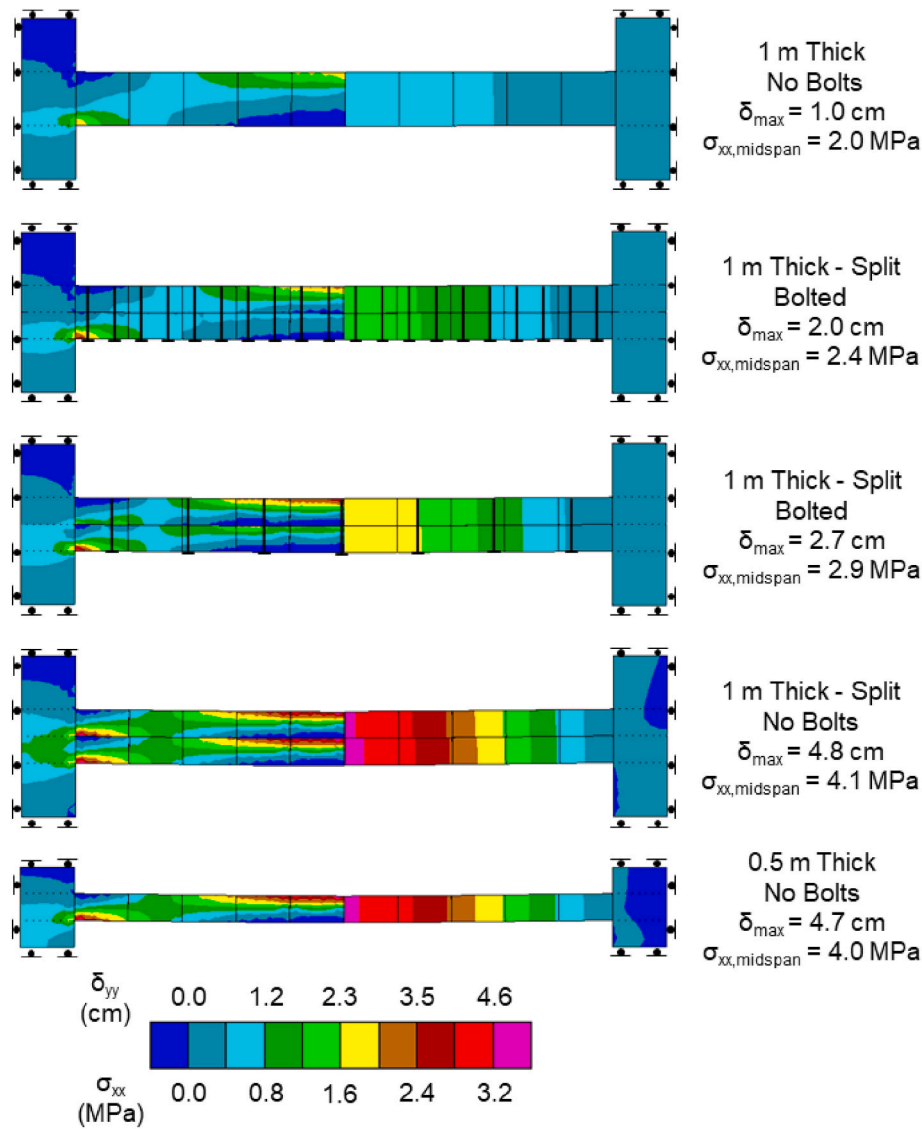 1 m Thick
No Bolts
δmax = 1.0 cm
σxx,midspan = 2.0 MPa
1 m Thick - Split
Bolted
δmax = 2.0 cm
σxx,midspan = 2.4 MPa
1 m Thick - Split
Bolted
δmax = 2.7 cm
σxx,midspan = 2.9 MPa
1 m Thick - Split
No Bolts
δmax = 4.8 cm
σxx,midspan = 4.1 MPa
0.5 m Thick
No Bolts
δmax = 4.7 cm
σxx,midspan = 4.0 MPa
δyy
(cm)
0.0 1.2 2.3 3.5 4.6
σxx
(MPa)
0.0 0.8 1.6 2.4 3.2